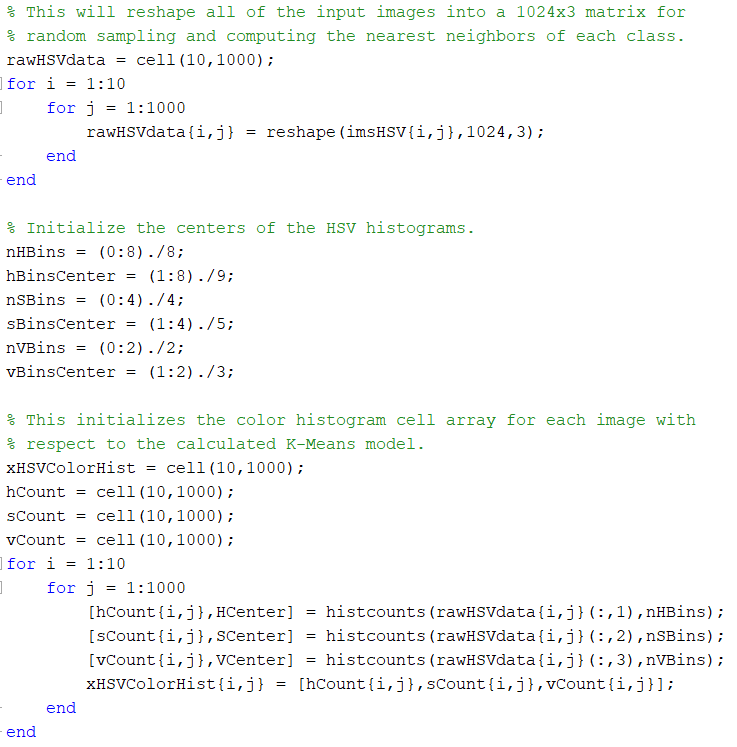 % This will reshape all of the input images into a 1024x3 matrix for
% random sampling and computing the nearest neighbors of each class.
rawHSVdata = cell(10,1000);
for i = 1:10
    for j = 1:1000
        rawHSVdata{i,j} = reshape(imsHSV{i,j},1024,3);
    end
end

% Initialize the centers of the HSV histograms.
nHBins = (0:8)./8;
hBinsCenter = (1:8)./9;
nSBins = (0:4)./4;
sBinsCenter = (1:4)./5;
nVBins = (0:2)./2;
vBinsCenter = (1:2)./3;

% This initializes the color histogram cell array for each image with
% respect to the calculated K-Means model.
xHSVColorHist = cell(10,1000);
hCount = cell(10,1000);
sCount = cell(10,1000);
vCount = cell(10,1000);
for i = 1:10
    for j = 1:1000
        [hCount{i,j},HCenter] = histcounts(rawHSVdata{i,j}(:,1),nHBins);
        [sCount{i,j},SCenter] = histcounts(rawHSVdata{i,j}(:,2),nSBins);
        [vCount{i,j},VCenter] = histcounts(rawHSVdata{i,j}(:,3),nVBins);
        xHSVColorHist{i,j} = [hCount{i,j},sCount{i,j},vCount{i,j}];
    end
end